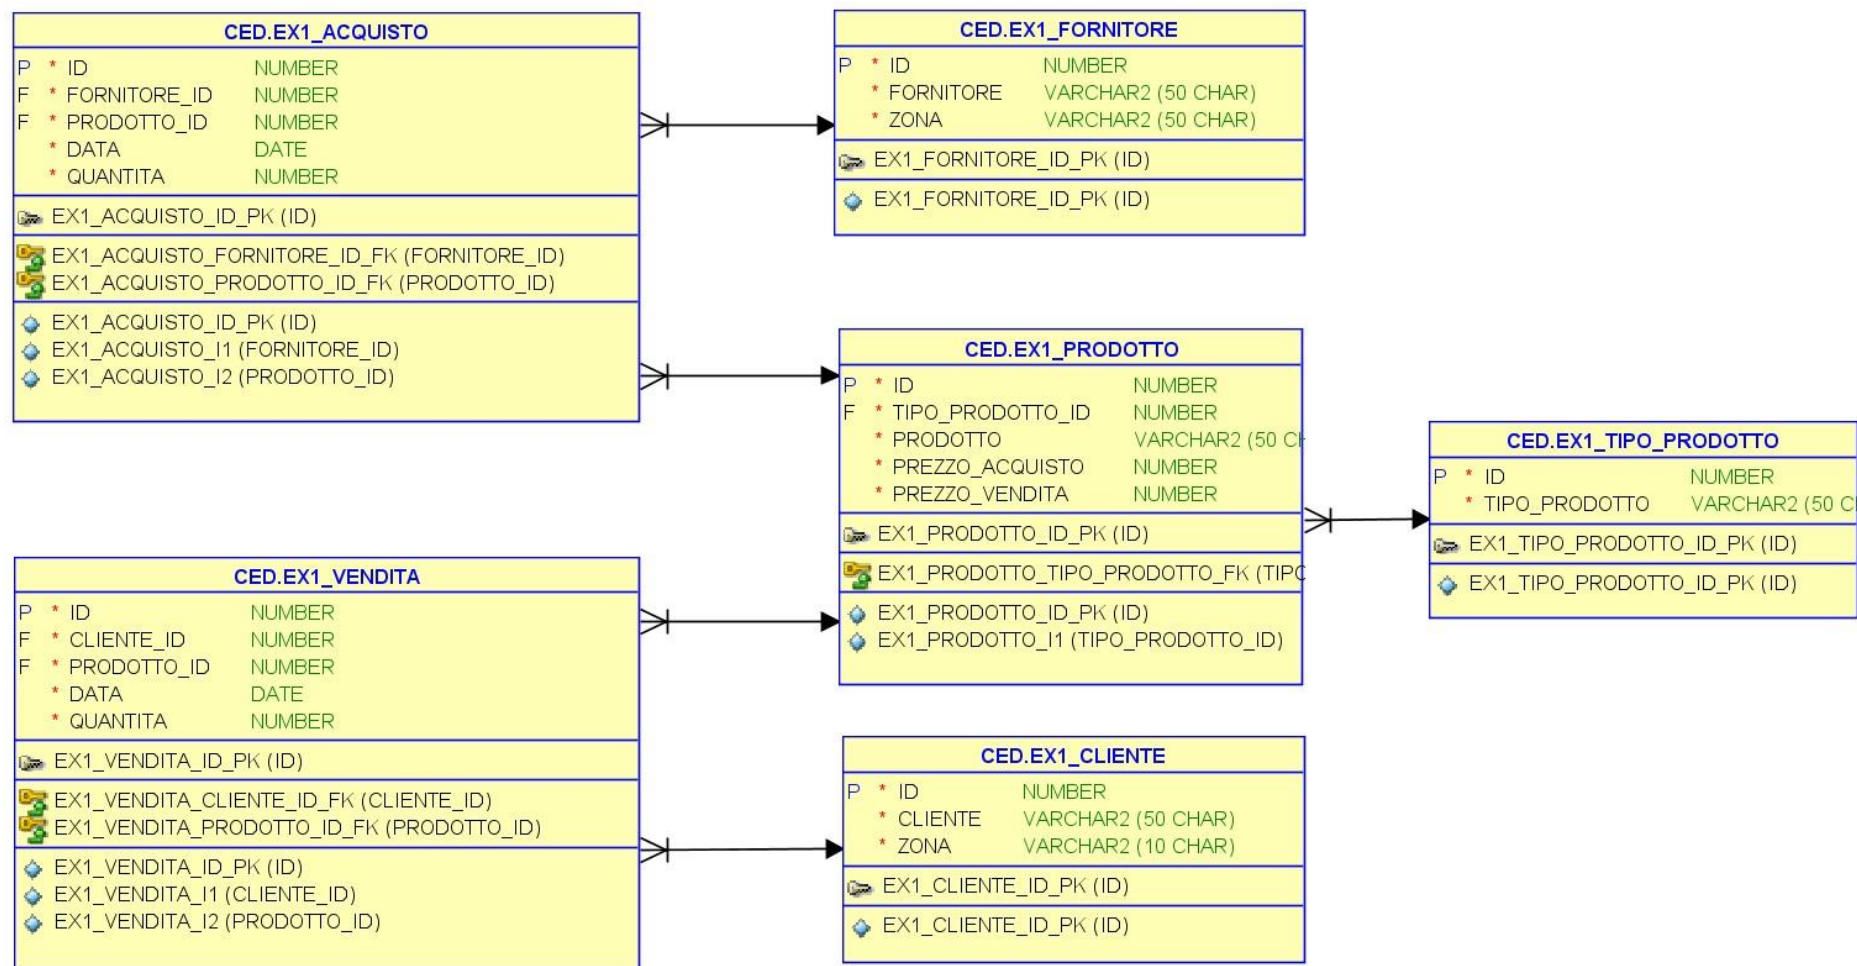 CED.EX1_ACQUISTO
P * ID NUMBER
F * FORNITORE_ID NUMBER
F * PRODOTTO_ID NUMBER
* DATA DATE
* QUANTITA NUMBER
EX1_ACQUISTO_ID_PK (ID)
EX1_ACQUISTO_FORNITORE_ID_FK (FORNITORE_ID)
EX1_ACQUISTO_PRODOTTO_ID_FK (PRODOTTO_ID)
EX1_ACQUISTO_ID_PK (ID)
EX1_ACQUISTO_I1 (FORNITORE_ID)
EX1_ACQUISTO_I2 (PRODOTTO_ID)
CED.EX1_FORNITORE
P * ID NUMBER
* FORNITORE VARCHAR2 (50 CHAR)
* ZONA VARCHAR2 (50 CHAR)
EX1_FORNITORE_ID_PK (ID)
EX1_FORNITORE_ID_PK (ID)
CED.EX1_PRODOTTO
P * ID NUMBER
F * TIPO_PRODOTTO_ID NUMBER
* PRODOTTO VARCHAR2 (50 CH
* PREZZO_ACQUISTO NUMBER
* PREZZO_VENDITA NUMBER
EX1_PRODOTTO_ID_PK (ID)
EX1_PRODOTTO_TIPO_PRODOTTO_FK (TIPO
EX1_PRODOTTO_ID_PK (ID)
EX1_PRODOTTO_I1 (TIPO_PRODOTTO_ID)
CED.EX1_TIPO_PRODOTTO
P * ID NUMBER
* TIPO_PRODOTTO VARCHAR2 (50 C
EX1_TIPO_PRODOTTO_ID_PK (ID)
EX1_TIPO_PRODOTTO_ID_PK (ID)
CED.EX1_VENDITA
P * ID NUMBER
F * CLIENTE_ID NUMBER
F * PRODOTTO_ID NUMBER
* DATA DATE
* QUANTITA NUMBER
EX1_VENDITA_ID_PK (ID)
EX1_VENDITA_CLIENTE_ID_FK (CLIENTE_ID)
EX1_VENDITA_PRODOTTO_ID_FK (PRODOTTO_ID)
EX1_VENDITA_ID_PK (ID)
EX1_VENDITA_I1 (CLIENTE_ID)
EX1_VENDITA_I2 (PRODOTTO_ID)
CED.EX1_CLIENTE
P * ID NUMBER
* CLIENTE VARCHAR2 (50 CHAR)
* ZONA VARCHAR2 (10 CHAR)
EX1_CLIENTE_ID_PK (ID)
EX1_CLIENTE_ID_PK (ID)